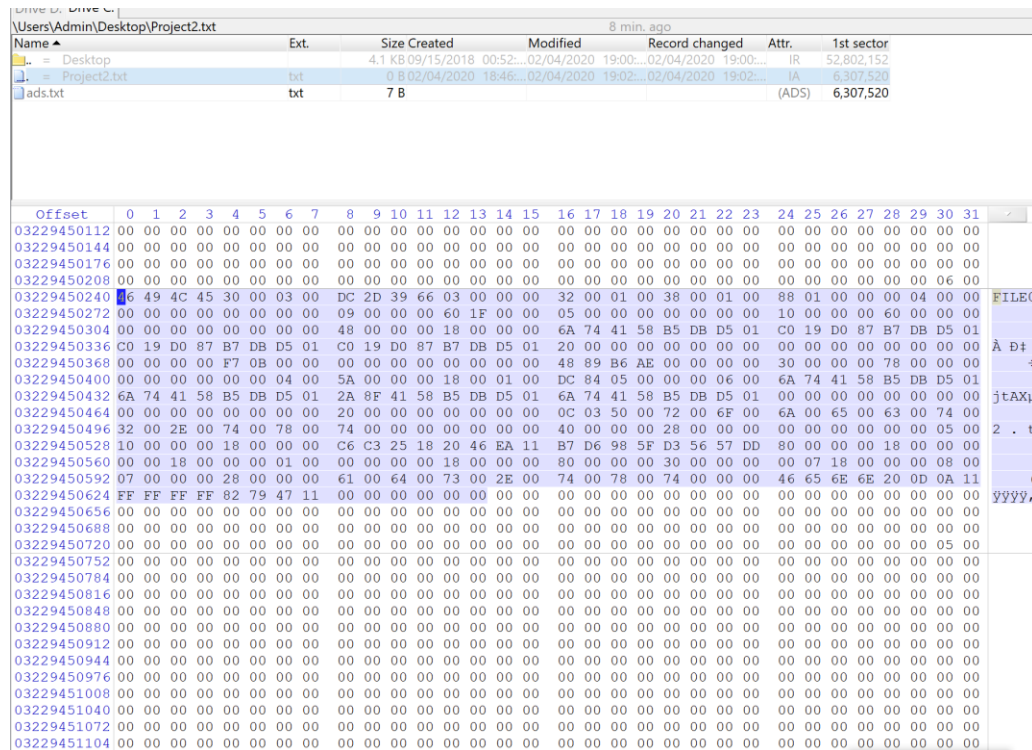 Drive D: Drive C:
\Users\Admin\Desktop\Project2.txt 8 min. ago
Name Ext. Size Created Modified Record changed Attr. 1st sector
.. = Desktop 4.1 KB 09/15/2018 00:52:... 02/04/2020 19:00:... 02/04/2020 19:00:... IR 52,802,152
. = Project2.txt txt 0 B 02/04/2020 18:46:... 02/04/2020 19:02:... 02/04/2020 19:02:... IA 6,307,520
ads.txt txt 7 B (ADS) 6,307,520
Offset 0 1 2 3 4 5 6 7 8 9 10 11 12 13 14 15 16 17 18 19 20 21 22 23 24 25 26 27 28 29 30 31
03229450112 00 00 00 00 00 00 00 00 00 00 00 00 00 00 00 00 00 00 00 00 00 00 00 00 00 00 00 00 00 00 00 00
03229450144 00 00 00 00 00 00 00 00 00 00 00 00 00 00 00 00 00 00 00 00 00 00 00 00 00 00 00 00 00 00 00 00
03229450176 00 00 00 00 00 00 00 00 00 00 00 00 00 00 00 00 00 00 00 00 00 00 00 00 00 00 00 00 00 00 00 00
03229450208 00 00 00 00 00 00 00 00 00 00 00 00 00 00 00 00 00 00 00 00 00 00 00 00 00 00 00 00 00 00 06 00
03229450240 46 49 4C 45 30 00 03 00 DC 2D 39 66 03 00 00 00 32 00 01 00 38 00 01 00 88 01 00 00 00 04 00 00 FILE0
03229450272 00 00 00 00 00 00 00 00 09 00 00 00 60 1F 00 00 05 00 00 00 00 00 00 00 10 00 00 00 60 00 00 00
03229450304 00 00 00 00 00 00 00 00 48 00 00 00 18 00 00 00 6A 74 41 58 B5 DB D5 01 C0 19 D0 87 B7 DB D5 01
03229450336 C0 19 D0 87 B7 DB D5 01 C0 19 D0 87 B7 DB D5 01 20 00 00 00 00 00 00 00 00 00 00 00 00 00 00 00 À Ð‡
03229450368 00 00 00 00 F7 0B 00 00 00 00 00 00 00 00 00 00 48 89 B6 AE 00 00 00 00 30 00 00 00 78 00 00 00
03229450400 00 00 00 00 00 00 04 00 5A 00 00 00 18 00 01 00 DC 84 05 00 00 00 06 00 6A 74 41 58 B5 DB D5 01
03229450432 6A 74 41 58 B5 DB D5 01 2A 8F 41 58 B5 DB D5 01 6A 74 41 58 B5 DB D5 01 00 00 00 00 00 00 00 00 jtAXµ
03229450464 00 00 00 00 00 00 00 00 20 00 00 00 00 00 00 00 0C 03 50 00 72 00 6F 00 6A 00 65 00 63 00 74 00
03229450496 32 00 2E 00 74 00 78 00 74 00 00 00 00 00 00 00 40 00 00 00 28 00 00 00 00 00 00 00 00 00 05 00 2 . t
03229450528 10 00 00 00 18 00 00 00 C6 C3 25 18 20 46 EA 11 B7 D6 98 5F D3 56 57 DD 80 00 00 00 18 00 00 00
03229450560 00 00 18 00 00 00 01 00 00 00 00 00 18 00 00 00 80 00 00 00 30 00 00 00 00 07 18 00 00 00 08 00
03229450592 07 00 00 00 28 00 00 00 61 00 64 00 73 00 2E 00 74 00 78 00 74 00 00 00 46 65 6E 6E 20 0D 0A 11
03229450624 FF FF FF FF 82 79 47 11 00 00 00 00 00 00 00 00 00 00 00 00 00 00 00 00 00 00 00 00 00 00 00 00 ÿÿÿÿ‚
03229450656 00 00 00 00 00 00 00 00 00 00 00 00 00 00 00 00 00 00 00 00 00 00 00 00 00 00 00 00 00 00 00 00
03229450688 00 00 00 00 00 00 00 00 00 00 00 00 00 00 00 00 00 00 00 00 00 00 00 00 00 00 00 00 00 00 00 00
03229450720 00 00 00 00 00 00 00 00 00 00 00 00 00 00 00 00 00 00 00 00 00 00 00 00 00 00 00 00 00 00 05 00
03229450752 00 00 00 00 00 00 00 00 00 00 00 00 00 00 00 00 00 00 00 00 00 00 00 00 00 00 00 00 00 00 00 00
03229450784 00 00 00 00 00 00 00 00 00 00 00 00 00 00 00 00 00 00 00 00 00 00 00 00 00 00 00 00 00 00 00 00
03229450816 00 00 00 00 00 00 00 00 00 00 00 00 00 00 00 00 00 00 00 00 00 00 00 00 00 00 00 00 00 00 00 00
03229450848 00 00 00 00 00 00 00 00 00 00 00 00 00 00 00 00 00 00 00 00 00 00 00 00 00 00 00 00 00 00 00 00
03229450880 00 00 00 00 00 00 00 00 00 00 00 00 00 00 00 00 00 00 00 00 00 00 00 00 00 00 00 00 00 00 00 00
03229450912 00 00 00 00 00 00 00 00 00 00 00 00 00 00 00 00 00 00 00 00 00 00 00 00 00 00 00 00 00 00 00 00
03229450944 00 00 00 00 00 00 00 00 00 00 00 00 00 00 00 00 00 00 00 00 00 00 00 00 00 00 00 00 00 00 00 00
03229450976 00 00 00 00 00 00 00 00 00 00 00 00 00 00 00 00 00 00 00 00 00 00 00 00 00 00 00 00 00 00 00 00
03229451008 00 00 00 00 00 00 00 00 00 00 00 00 00 00 00 00 00 00 00 00 00 00 00 00 00 00 00 00 00 00 00 00
03229451040 00 00 00 00 00 00 00 00 00 00 00 00 00 00 00 00 00 00 00 00 00 00 00 00 00 00 00 00 00 00 00 00
03229451072 00 00 00 00 00 00 00 00 00 00 00 00 00 00 00 00 00 00 00 00 00 00 00 00 00 00 00 00 00 00 00 00
03229451104 00 00 00 00 00 00 00 00 00 00 00 00 00 00 00 00 00 00 00 00 00 00 00 00 00 00 00 00 00 00 00 00